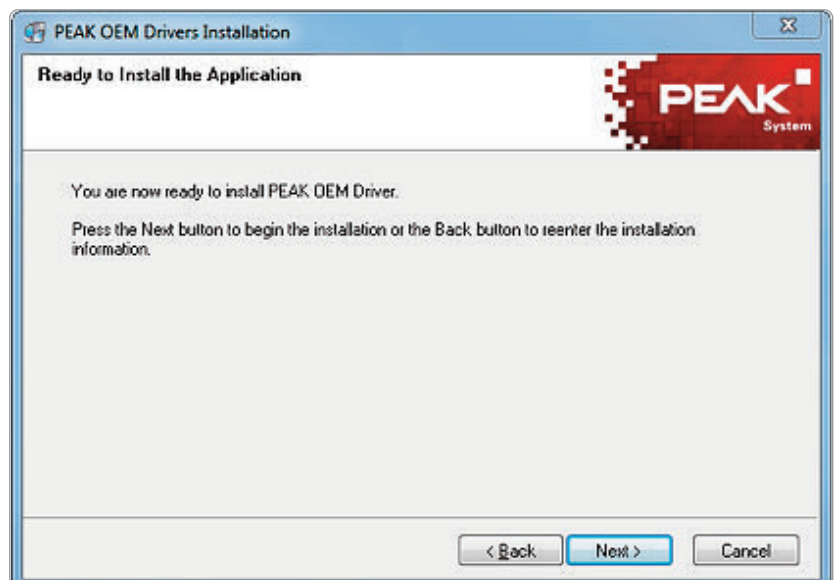 PEAK OEM Drivers Installation
Ready to Install the Application
PEAK
System
You are now ready to install PEAK OEM Driver.
Press the Next button to begin the installation or the Back button to reenter the installation
information.
< Back
Next >
Cancel